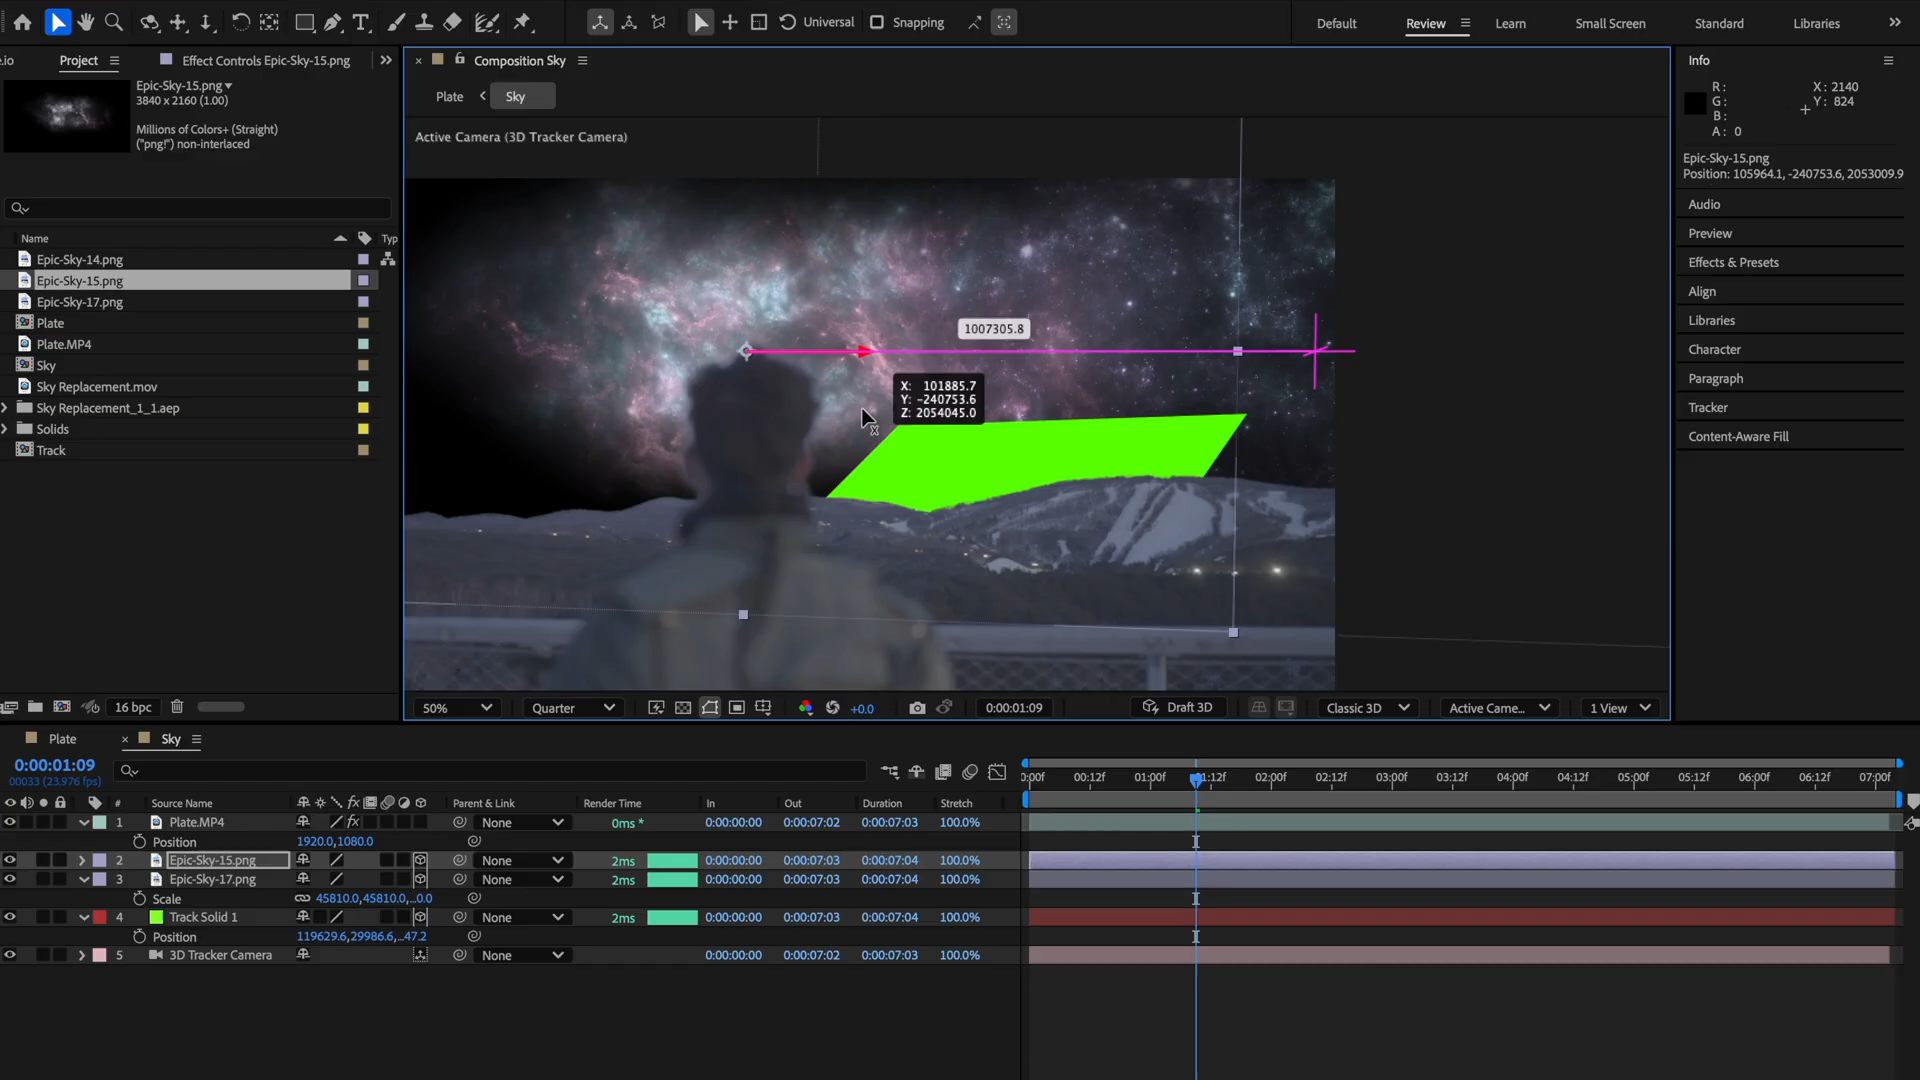 Universal
Snapping
Default
Review
Learn
Small Screen
Standard
Libraries
.io
Project
Effect Controls Epic-Sky-15.png
Epic-Sky-15.png
3840 x 2160 (1.00)
Millions of Colors+ (Straight)
("png!") non-interlaced
Name
Typ
Epic-Sky-14.png
Epic-Sky-15.png
Epic-Sky-17.png
Plate
Plate.MP4
Sky
Sky Replacement.mov
Sky Replacement_1_1.aep
Solids
Track
16 bpc
Composition Sky
Plate
Sky
Active Camera (3D Tracker Camera)
1007305.8
X: 101885.7
Y: -240753.6
Z: 2054045.0
x
50%
Quarter
+0.0
0:00:01:09
Draft 3D
Classic 3D
Active Came...
1 View
Info
R:
G:
B:
A: 0
X: 2140
Y: 824
Epic-Sky-15.png
Position: 105964.1, -240753.6, 2053009.9
Audio
Preview
Effects & Presets
Align
Libraries
Character
Paragraph
Tracker
Content-Aware Fill
Plate
Sky
0:00:01:09
00033 (23.976 fps)
# Source Name Parent & Link Render Time In Out Duration Stretch
0:00f 00:12f 01:00f 01:12f 02:00f 02:12f 03:00f 03:12f 04:00f 04:12f 05:00f 05:12f 06:00f 06:12f 07:00f
1 Plate.MP4 fx None 0ms * 0:00:00:00 0:00:07:02 0:00:07:03 100.0%
Position 1920.0,1080.0
2 Epic-Sky-15.png None 2ms 0:00:00:00 0:00:07:03 0:00:07:04 100.0%
3 Epic-Sky-17.png None 2ms 0:00:00:00 0:00:07:03 0:00:07:04 100.0%
Scale 45810.0,45810.0,...0.0
4 Track Solid 1 None 2ms 0:00:00:00 0:00:07:03 0:00:07:04 100.0%
Position 119629.6,29986.6,...47.2
5 3D Tracker Camera None 0:00:00:00 0:00:07:02 0:00:07:03 100.0%